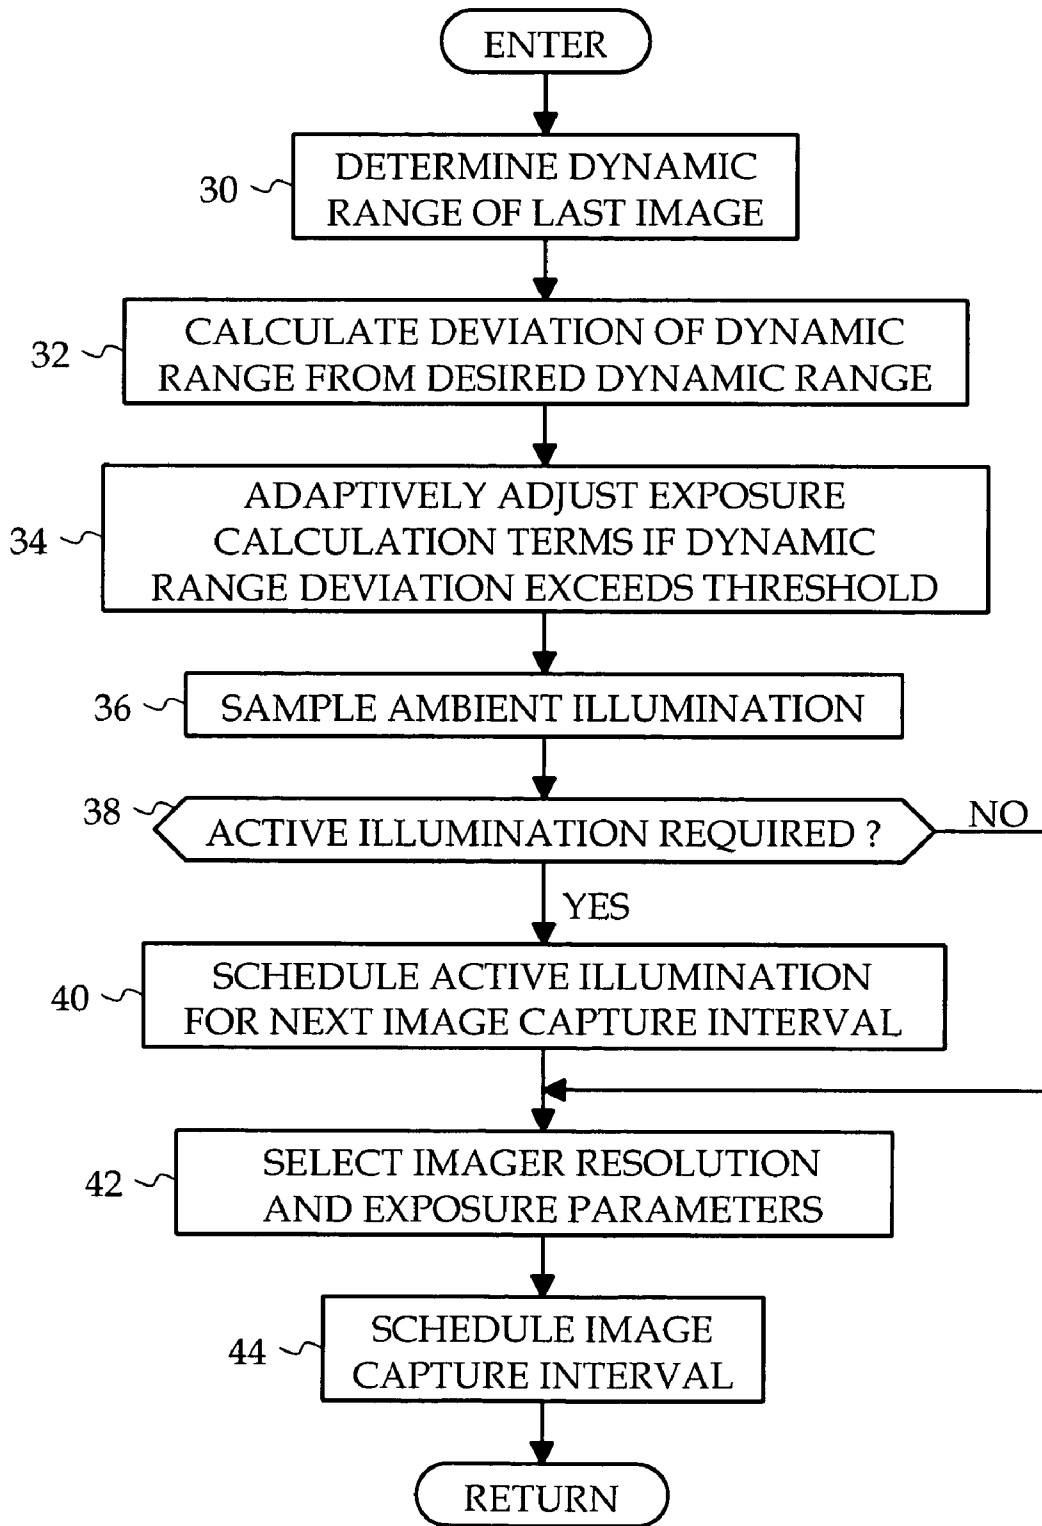 ENTER
30
DETERMINE DYNAMIC
RANGE OF LAST IMAGE
32
CALCULATE DEVIATION OF DYNAMIC
RANGE FROM DESIRED DYNAMIC RANGE
34
ADAPTIVELY ADJUST EXPOSURE
CALCULATION TERMS IF DYNAMIC
RANGE DEVIATION EXCEEDS THRESHOLD
36
SAMPLE AMBIENT ILLUMINATION
38
ACTIVE ILLUMINATION REQUIRED ?
NO
YES
40
SCHEDULE ACTIVE ILLUMINATION
FOR NEXT IMAGE CAPTURE INTERVAL
42
SELECT IMAGER RESOLUTION
AND EXPOSURE PARAMETERS
44
SCHEDULE IMAGE
CAPTURE INTERVAL
RETURN